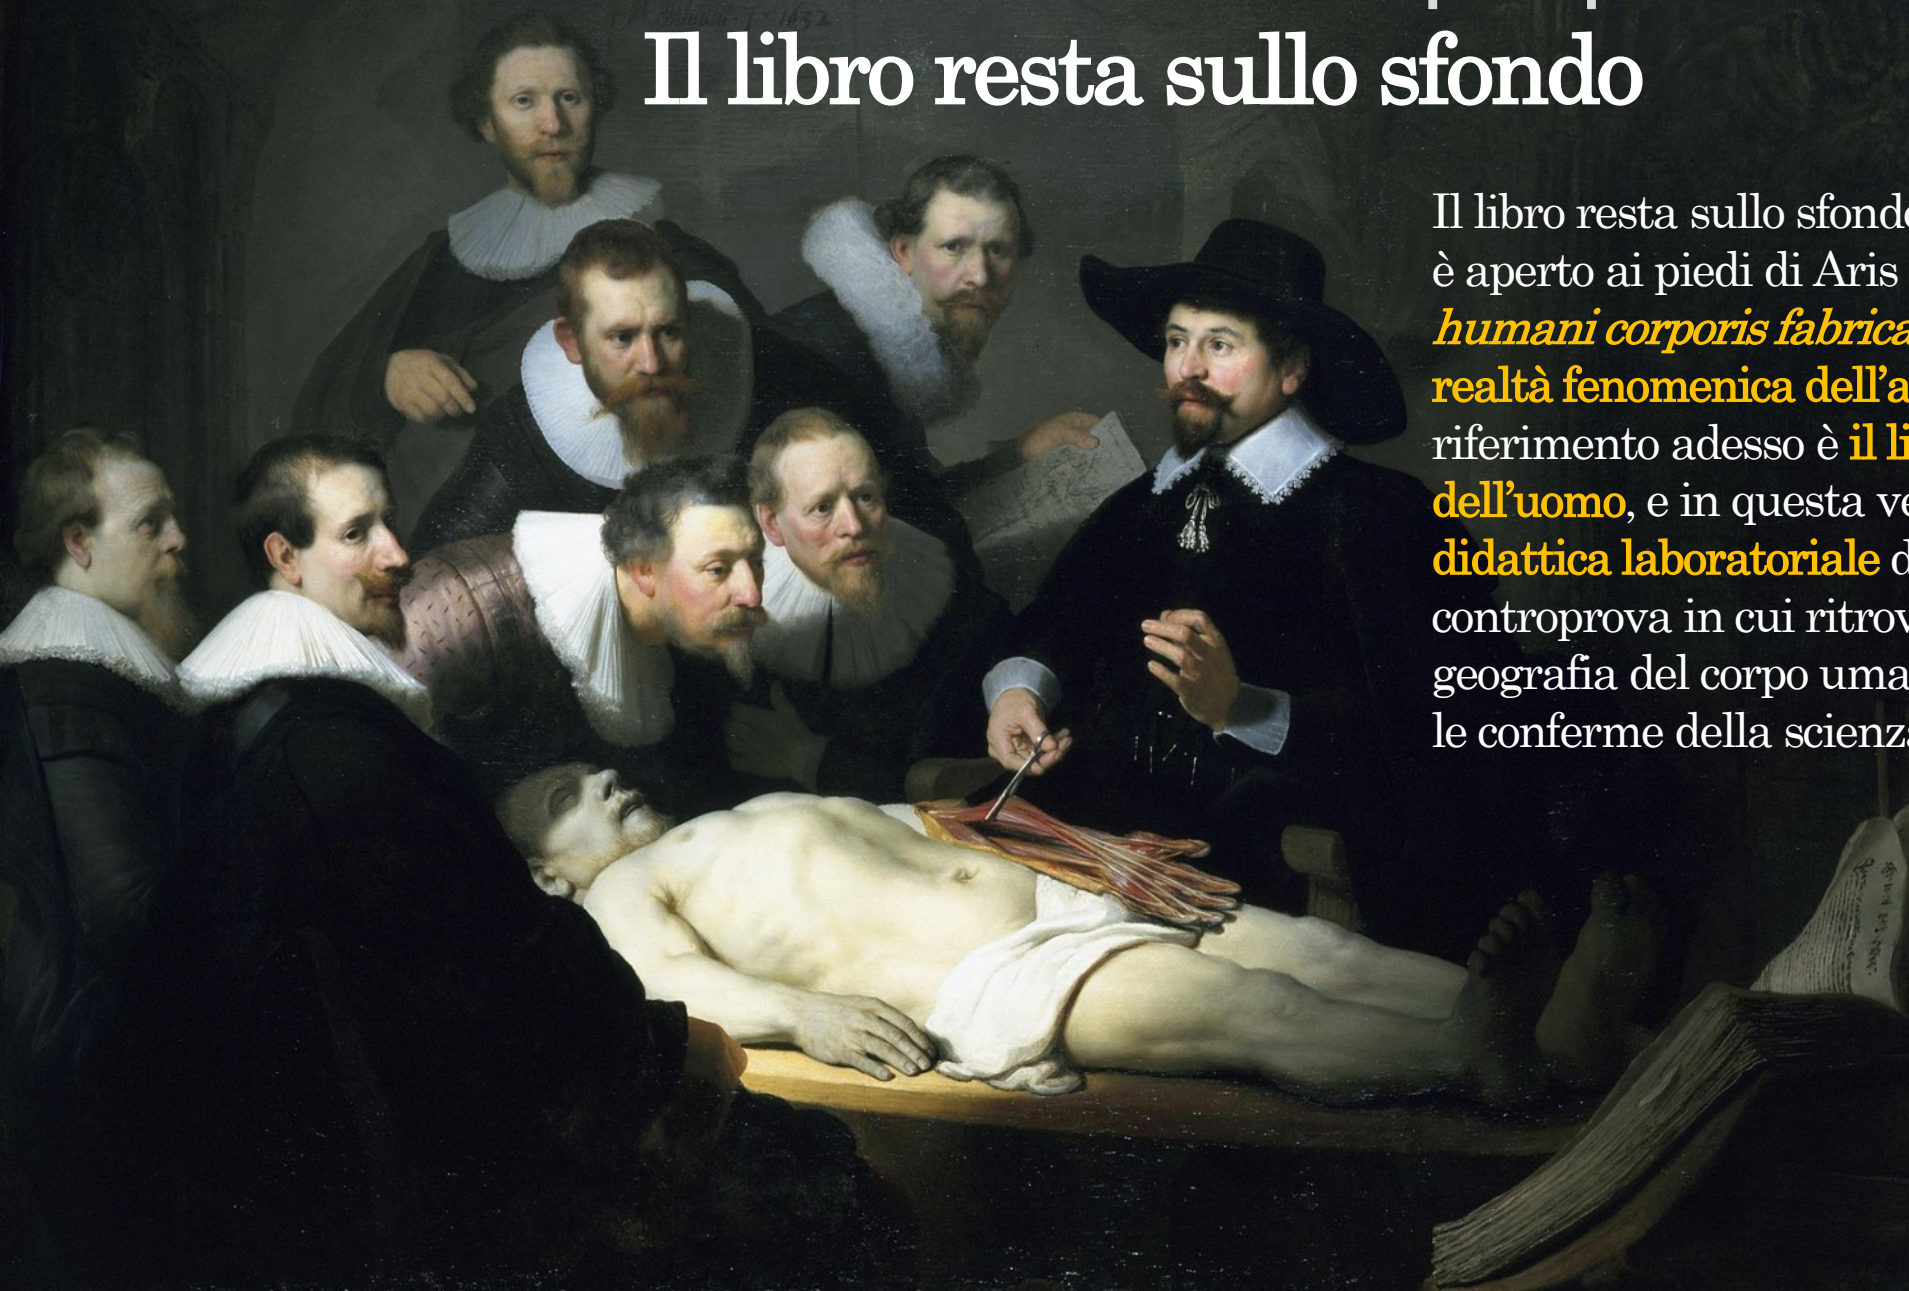 Il libro resta sullo sfondo
Il libro resta sullo sfondo
è aperto ai piedi di Aris
humani corporis fabrica
realtà fenomenica dell’a
riferimento adesso è il li
dell’uomo, e in questa ve
didattica laboratoriale d
controprova in cui ritrov
geografia del corpo uma
le conferme della scienza